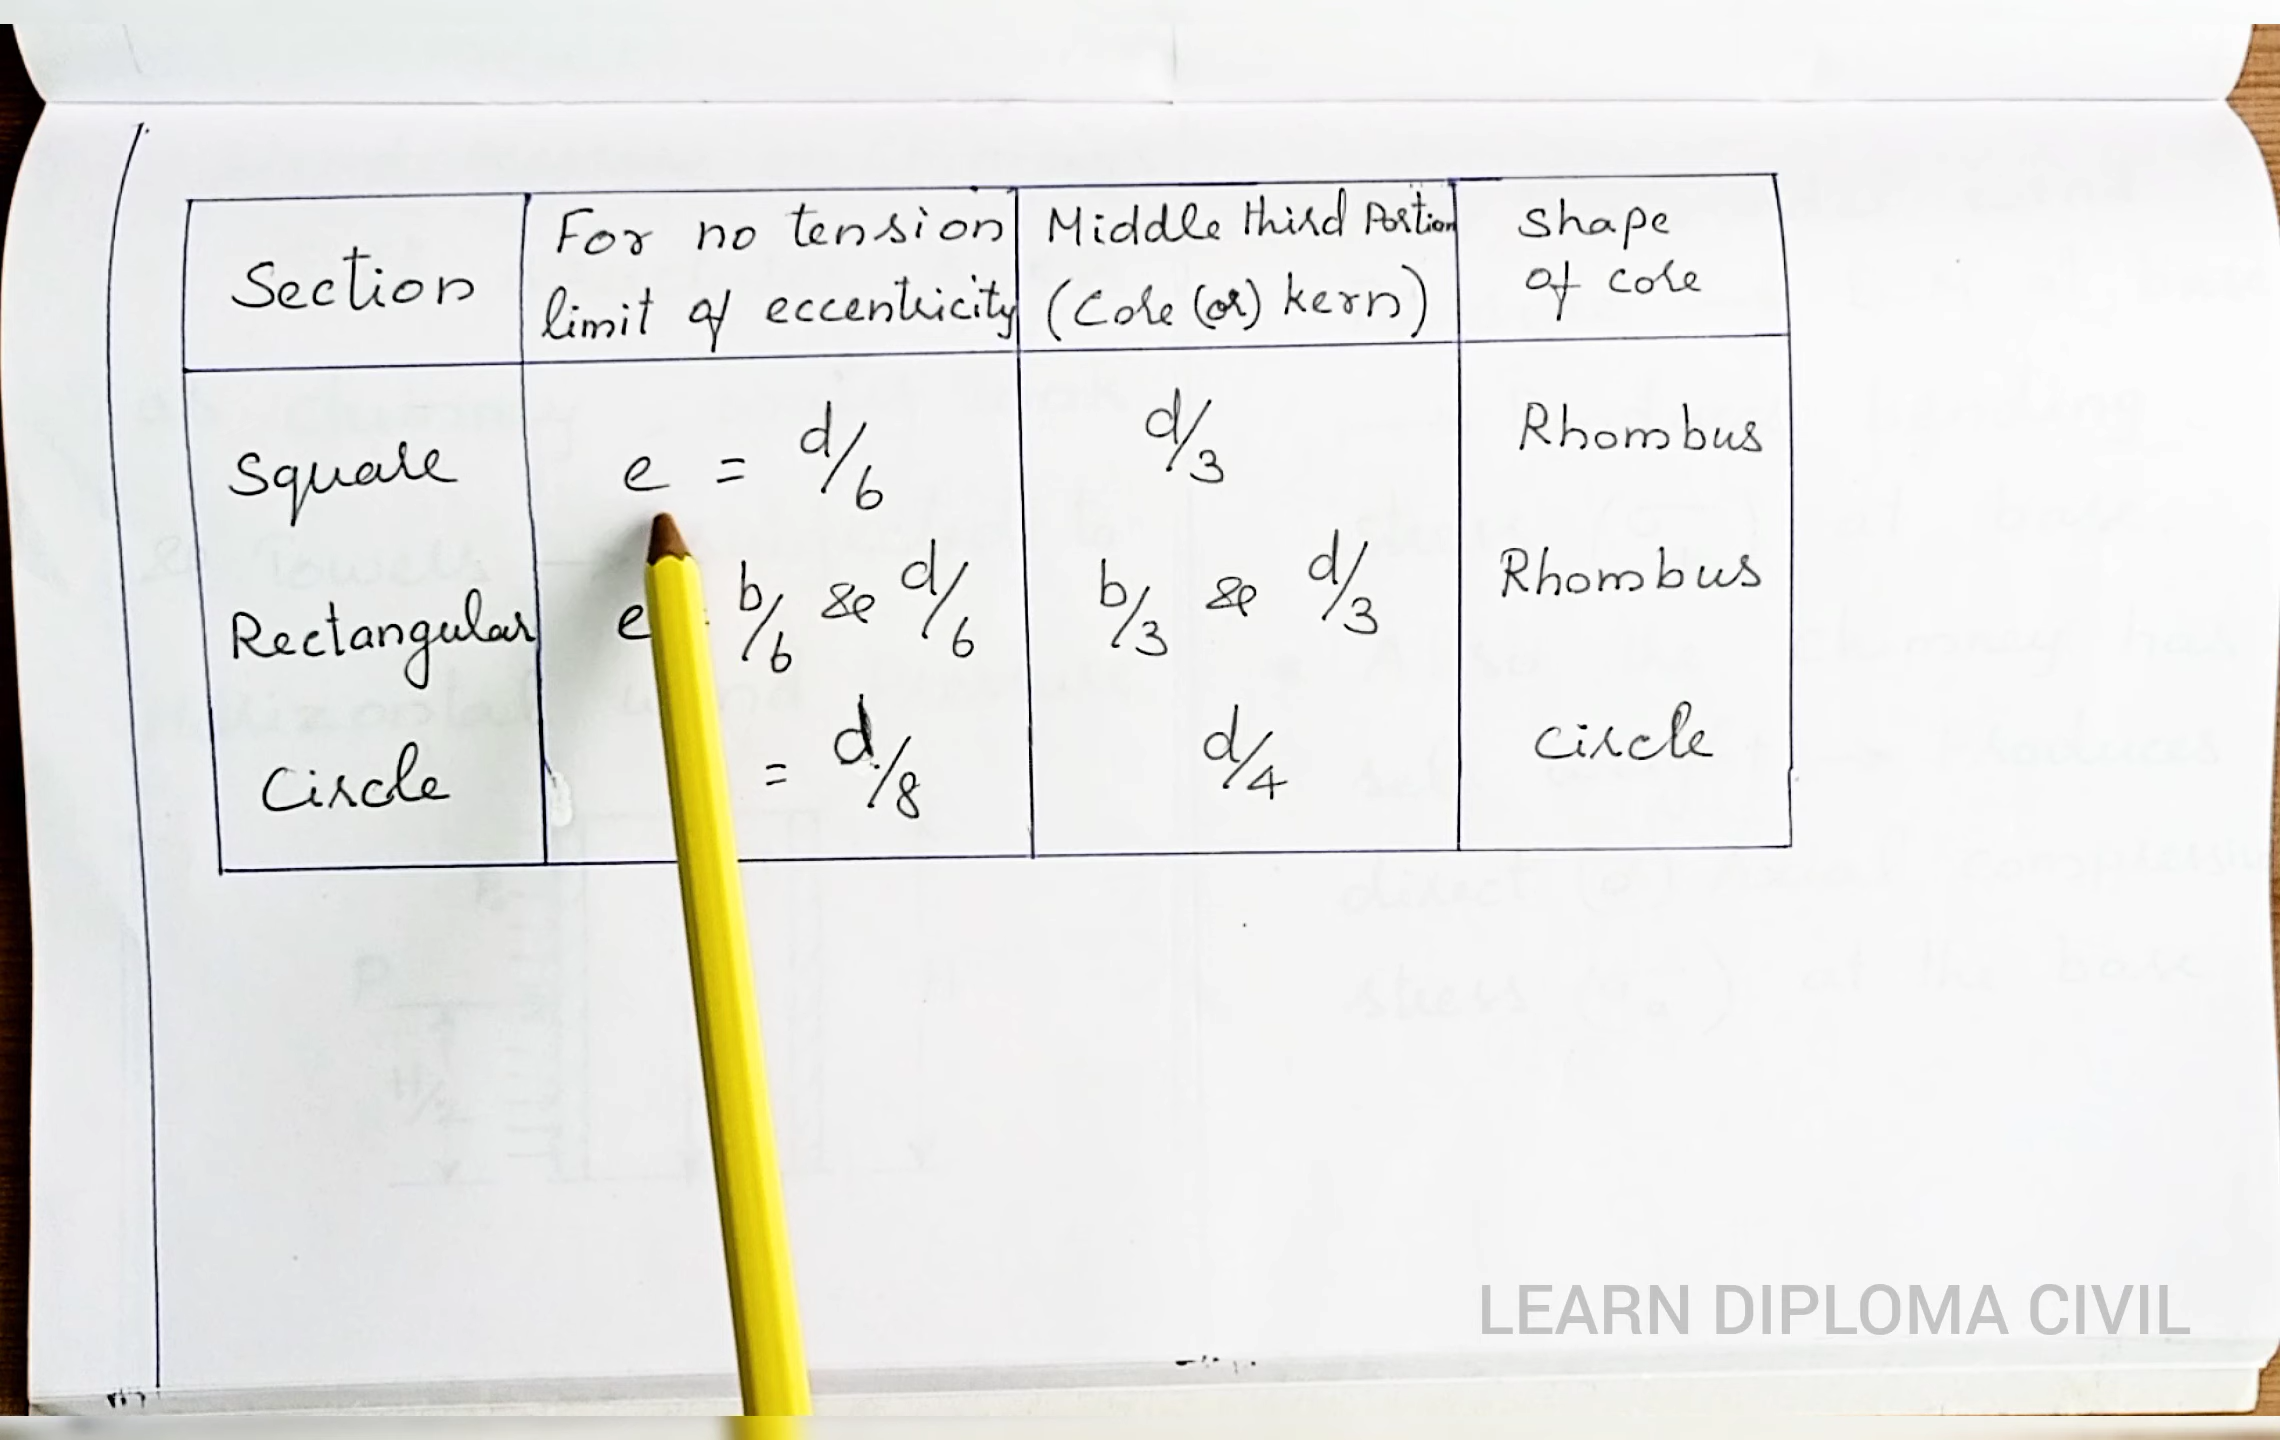 Section
For no tension
limit of eccentricity
Middle third Portion
(Core (or) kern)
Shape
of core
Square
e = d/6
d/3
Rhombus
Rectangular
e = b/6 & d/6
b/3 & d/3
Rhombus
Circle
= d/8
d/4
circle
LEARN DIPLOMA CIVIL